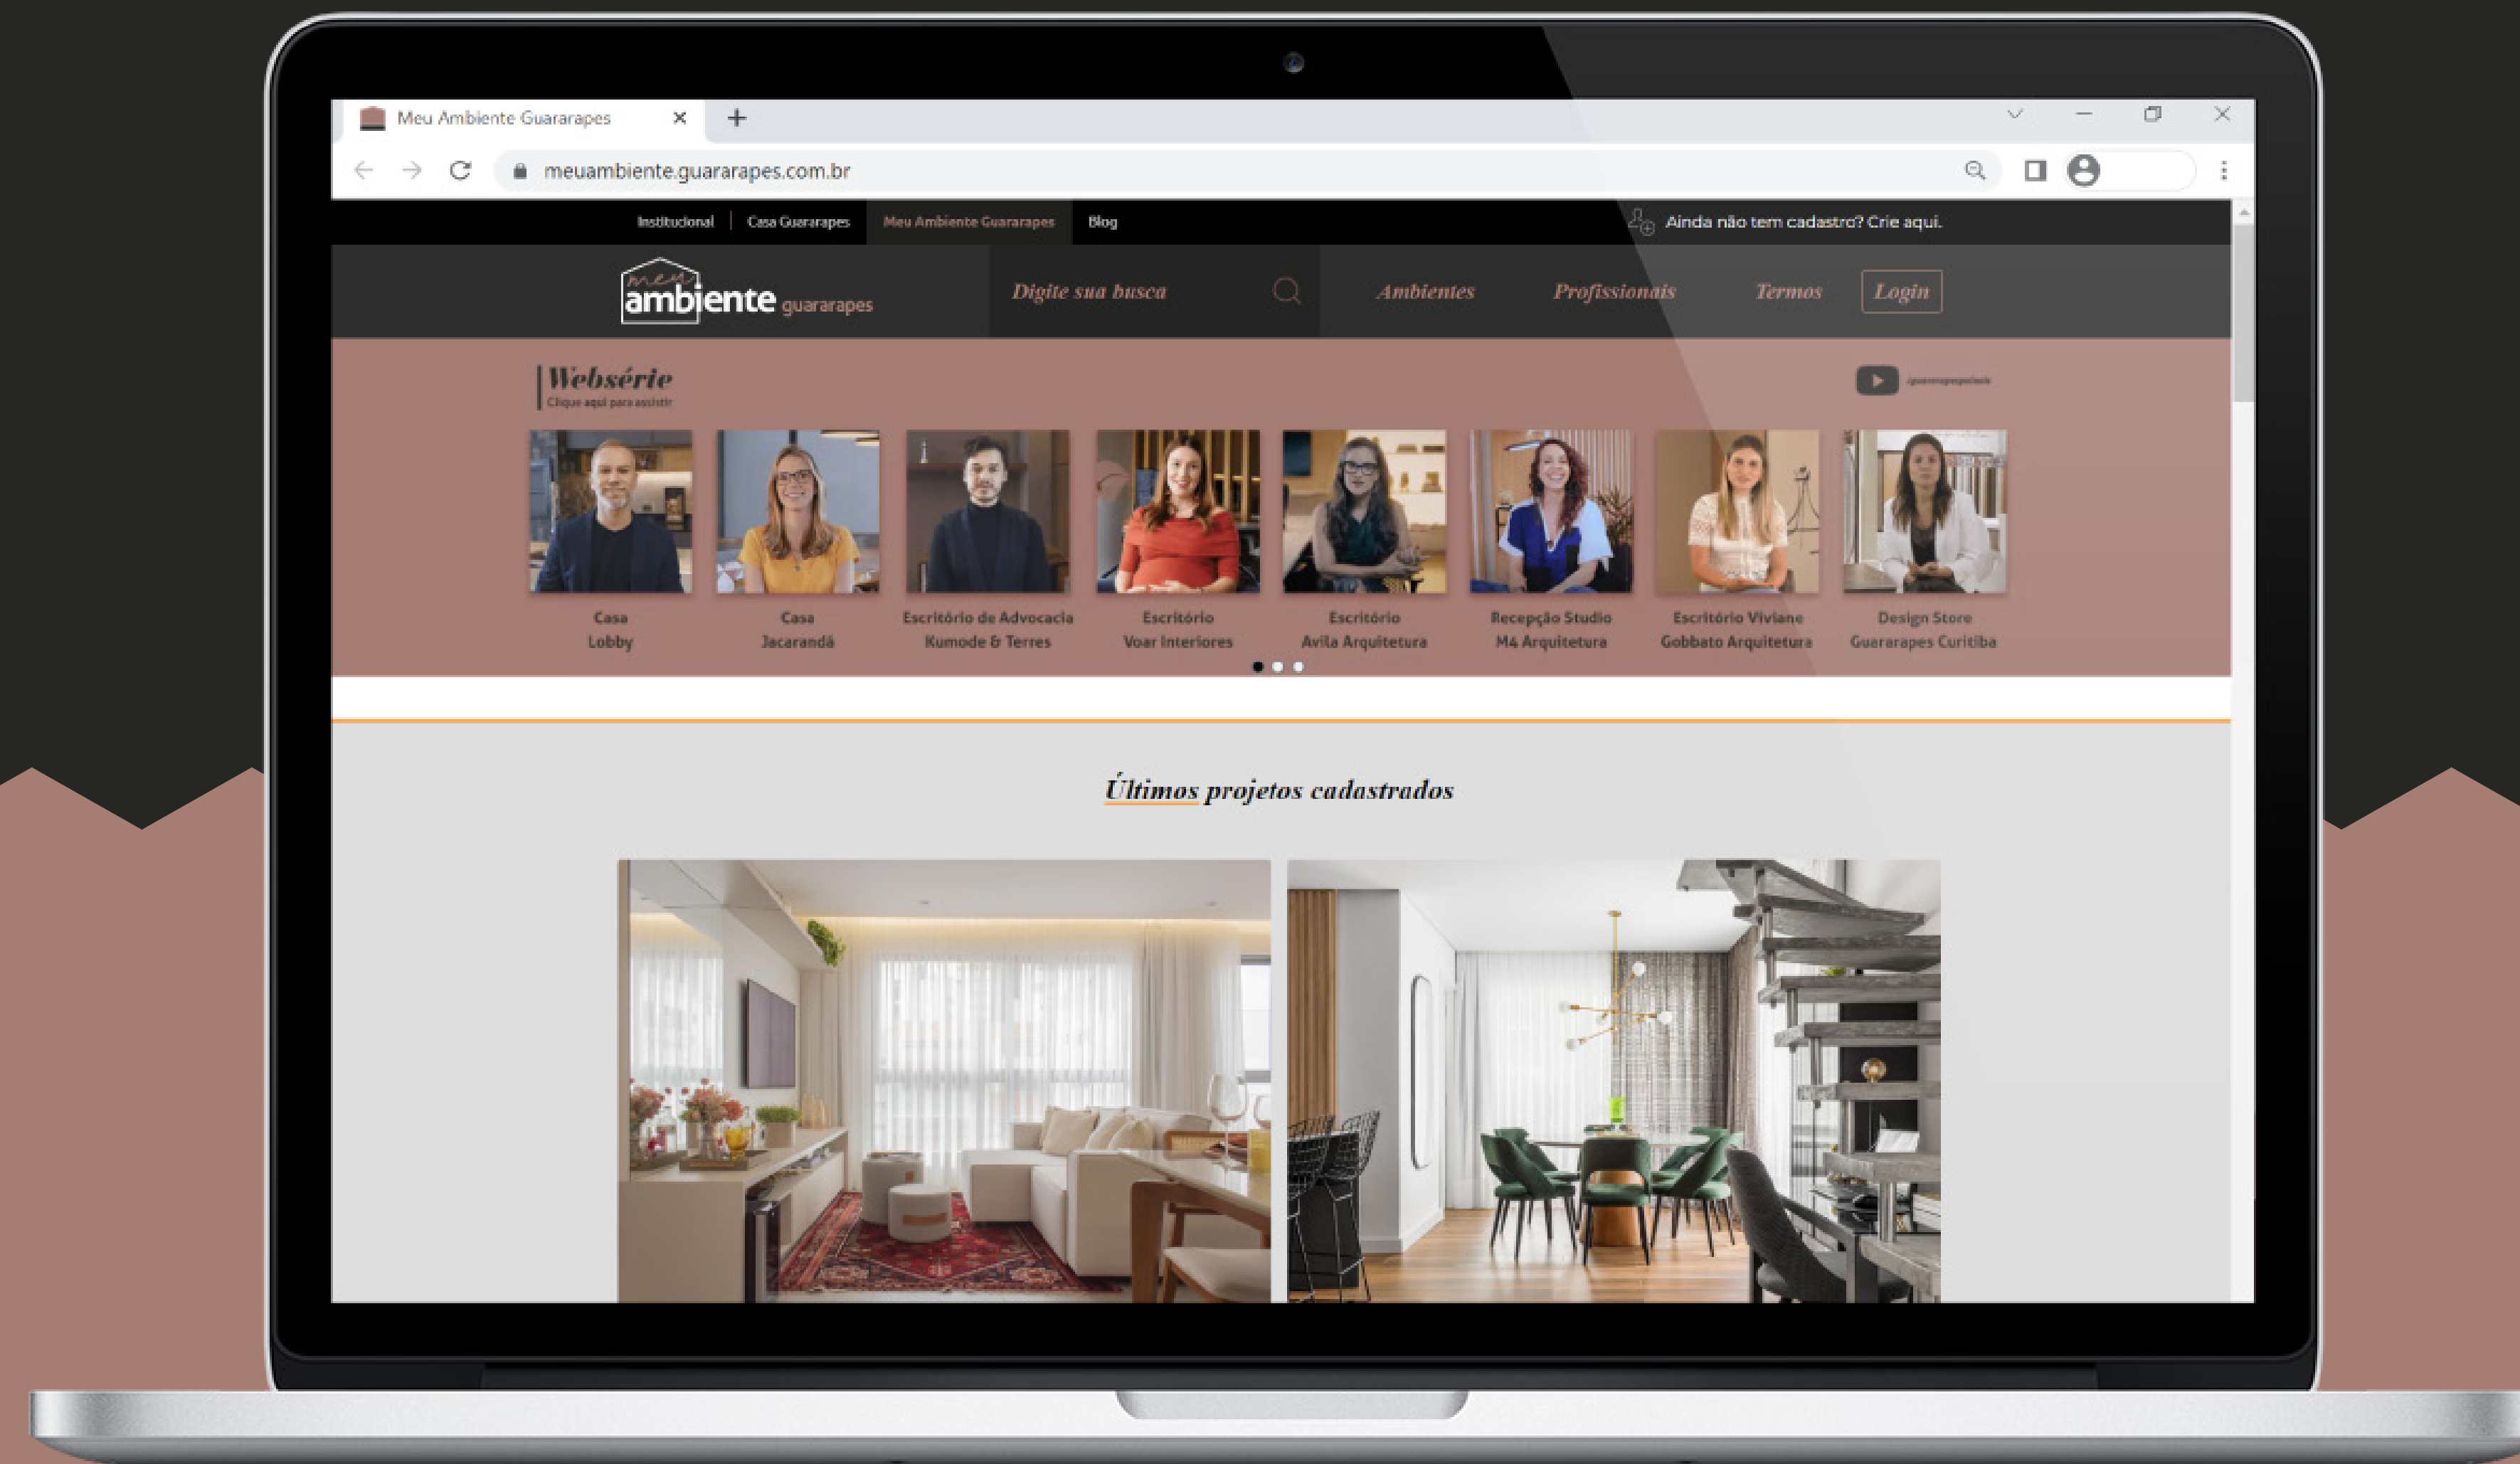 Meu Ambiente Guararapes
meuambiente.guararapes.com.br
Institucional
Casa Guararapes
Meu Ambiente Guararapes
Blog
Ainda não tem cadastro? Crie aqui.
meu
ambiente guararapes
Digite sua busca
Ambientes
Profissionais
Termos
Login
Websérie
Clique aqui para assistir
Casa
Lobby
Casa
Jacarandá
Escritório de Advocacia
Kumode & Terres
Escritório
Voar Interiores
Escritório
Avila Arquitetura
Recepção Studio
M4 Arquitetura
Escritório Viviane
Gobbato Arquitetura
Design Store
Guararapes Curitiba
Últimos projetos cadastrados